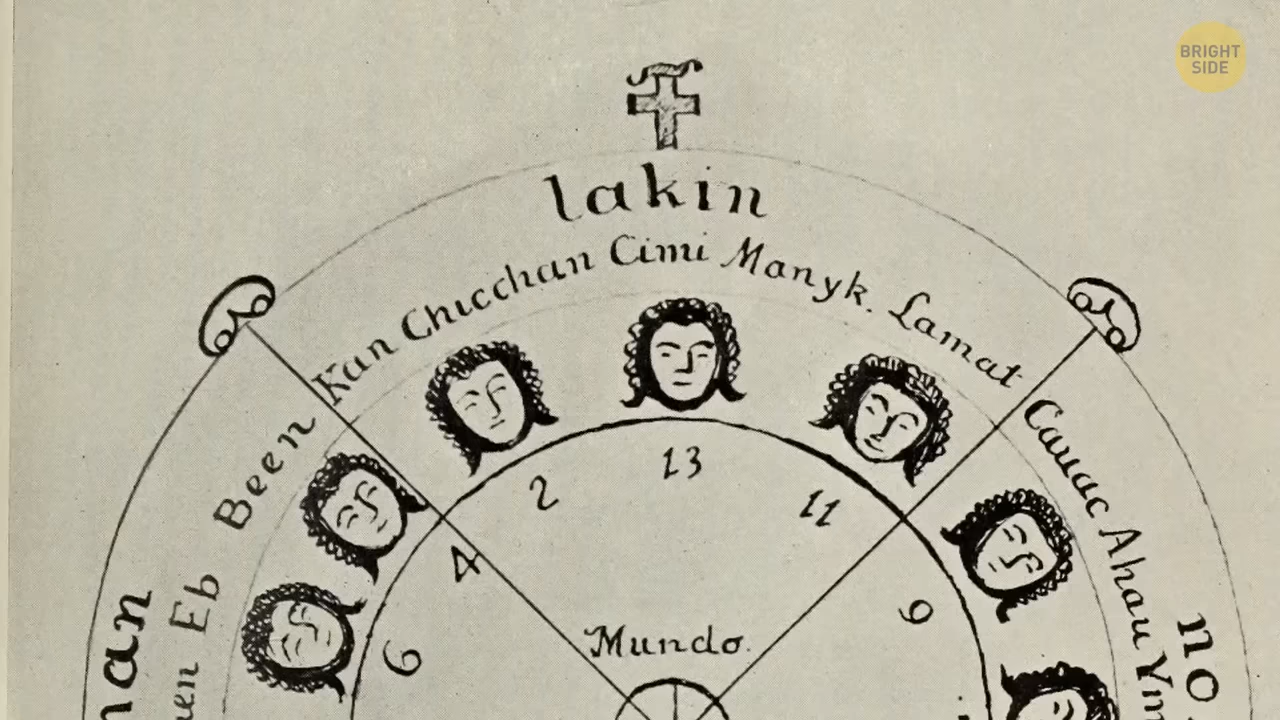 BRIGHT
SIDE
lakin
Kan Chicchan Cimi Manyk. Lamat
Been
Eb
Cauac Ahau
2
13
11
4
9
6
Mundo.